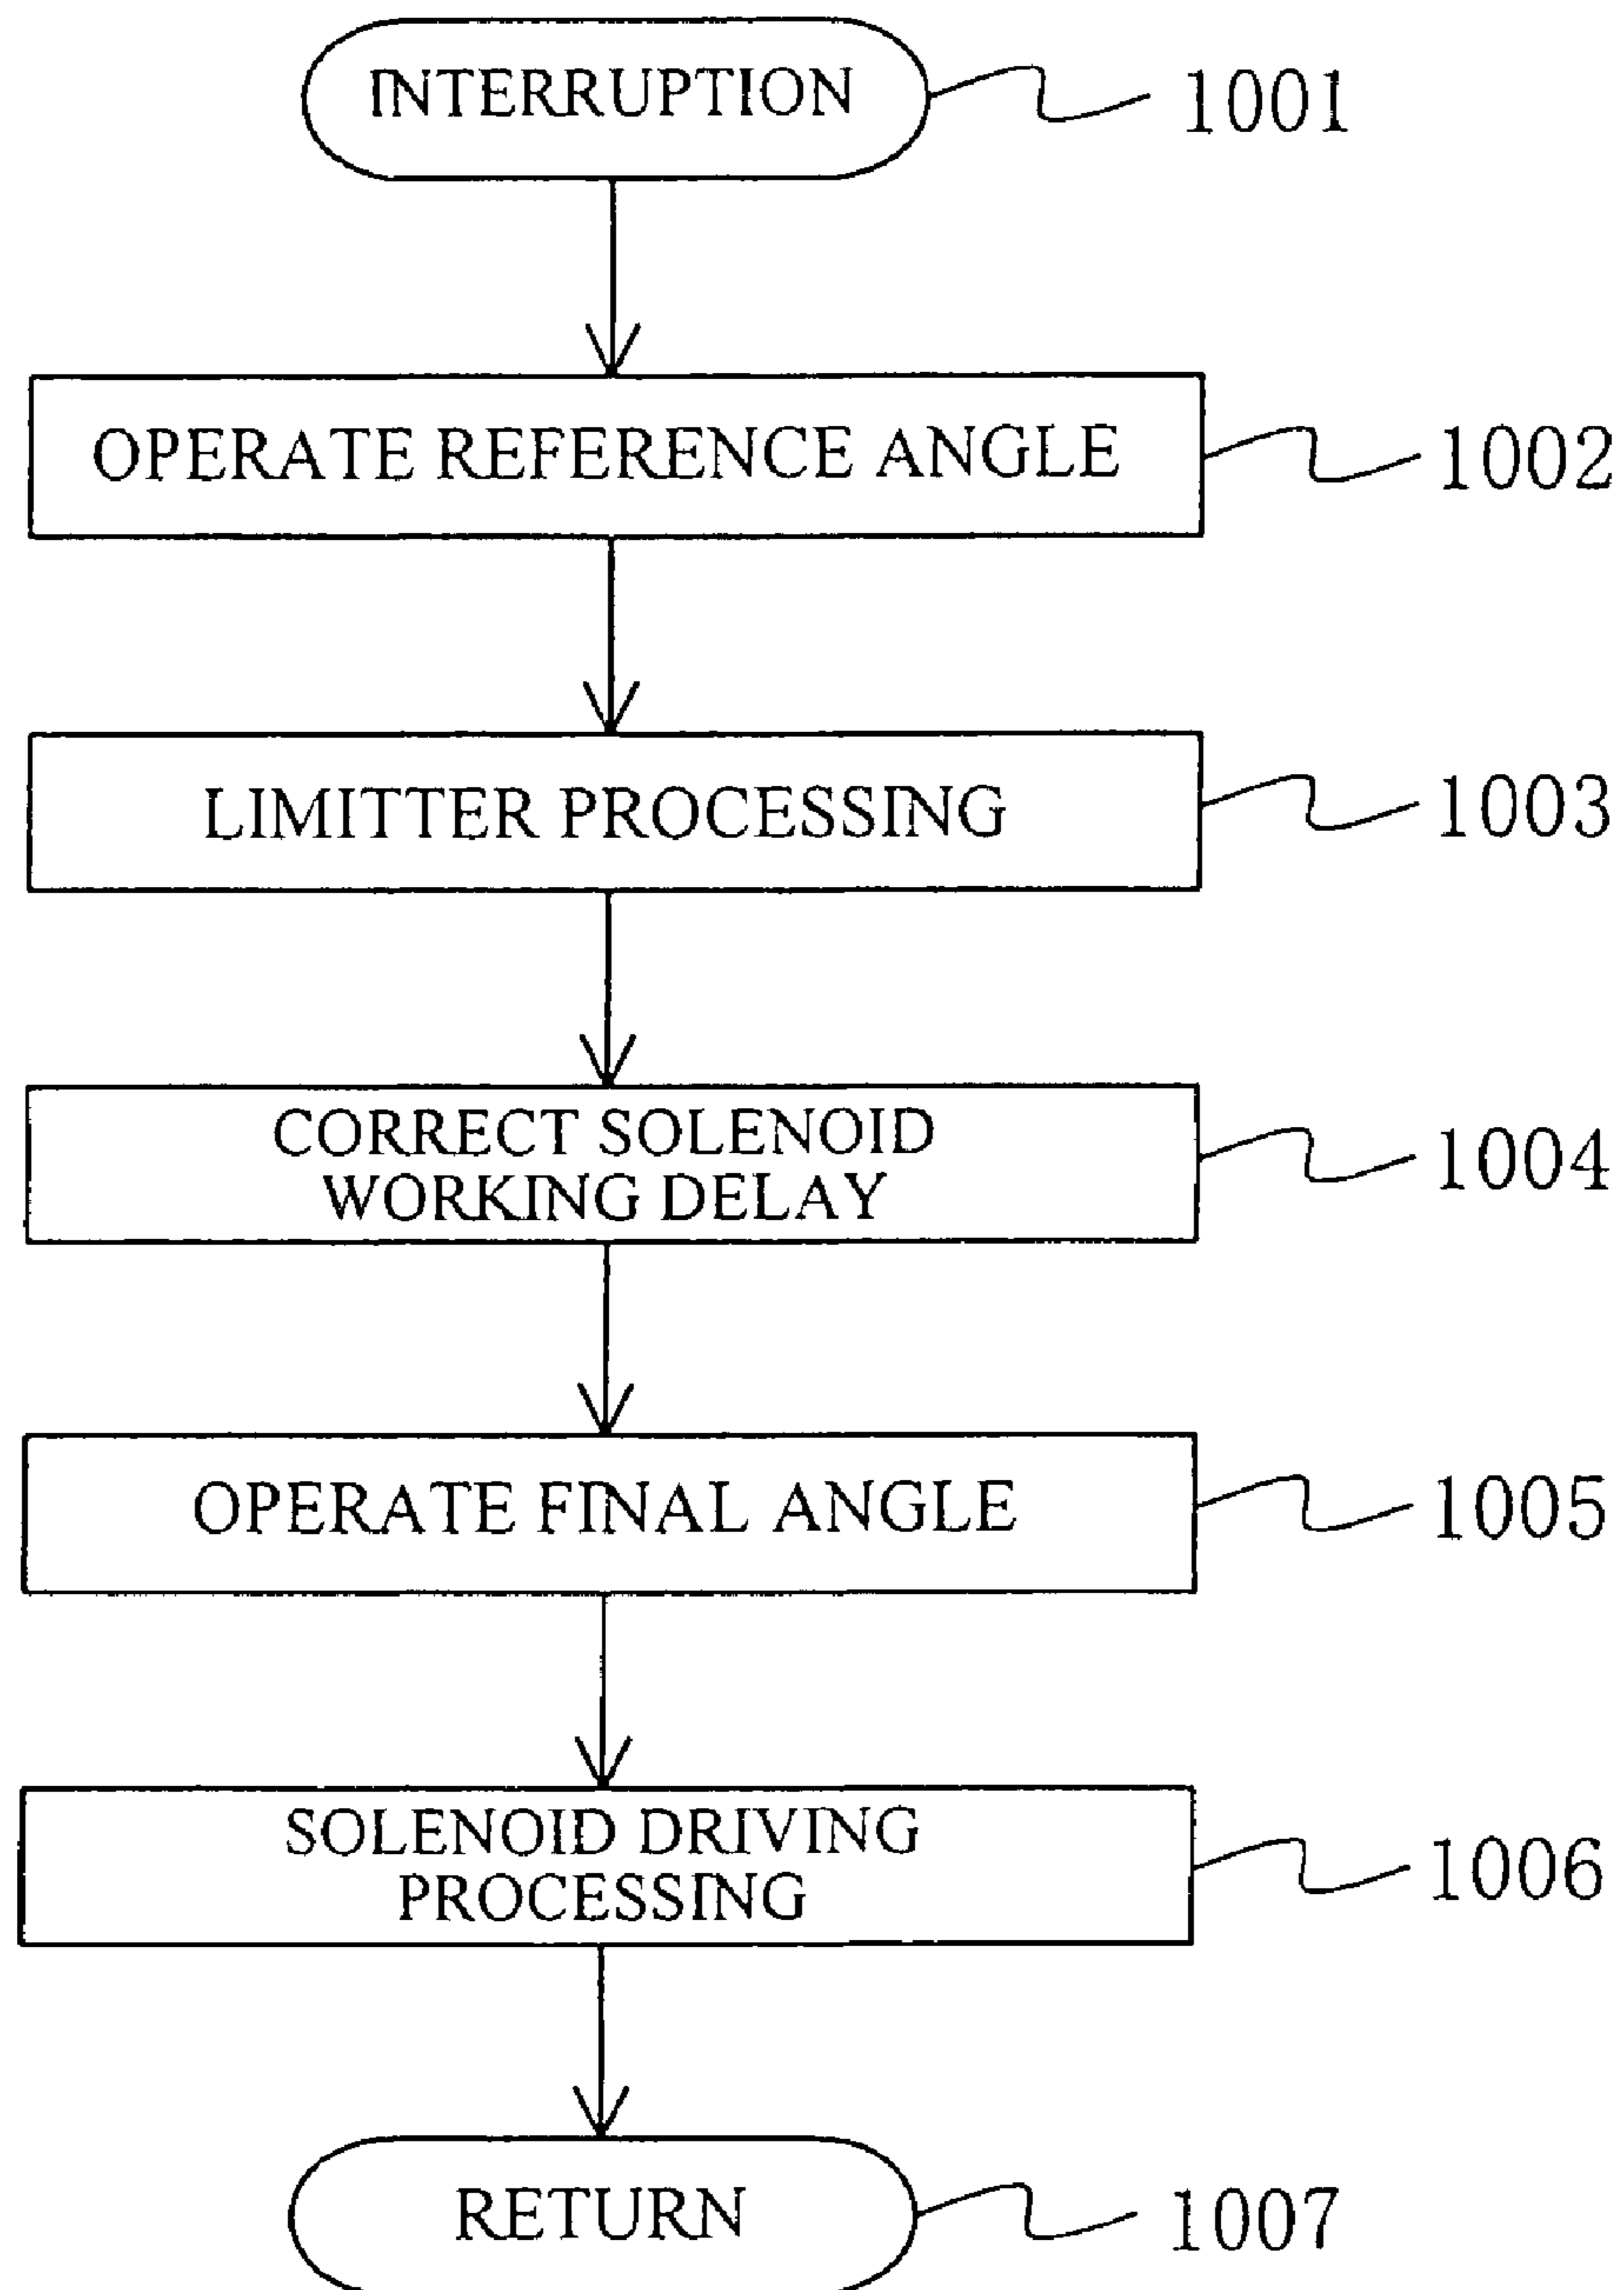 INTERRUPTION
1001
OPERATE REFERENCE ANGLE
1002
LIMITTER PROCESSING
1003
CORRECT SOLENOID
WORKING DELAY
1004
OPERATE FINAL ANGLE
1005
SOLENOID DRIVING
PROCESSING
1006
RETURN
1007